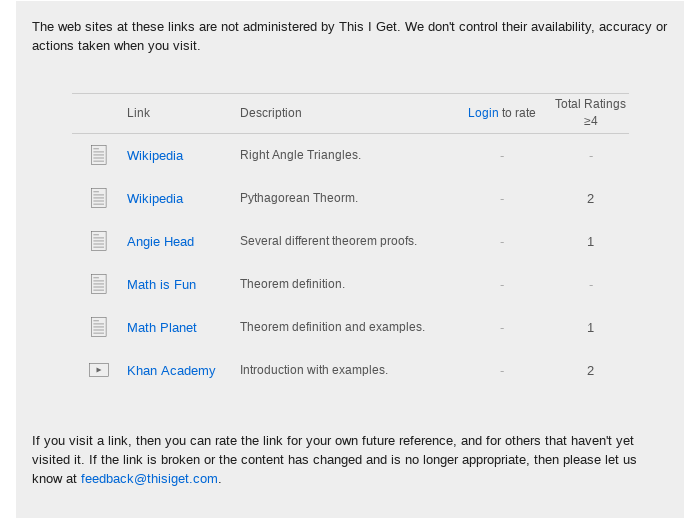 The web sites at these links are not administered by This I Get. We don't control their availability, accuracy or
actions taken when you visit.
Link Description Login to rate Total Ratings ≥4
Wikipedia Right Angle Triangles. - -
Wikipedia Pythagorean Theorm. - 2
Angie Head Several different theorem proofs. - 1
Math is Fun Theorem definition. - -
Math Planet Theorem definition and examples. - 1
Khan Academy Introduction with examples. - 2
If you visit a link, then you can rate the link for your own future reference, and for others that haven't yet
visited it. If the link is broken or the content has changed and is no longer appropriate, then please let us
know at feedback@thisiget.com.